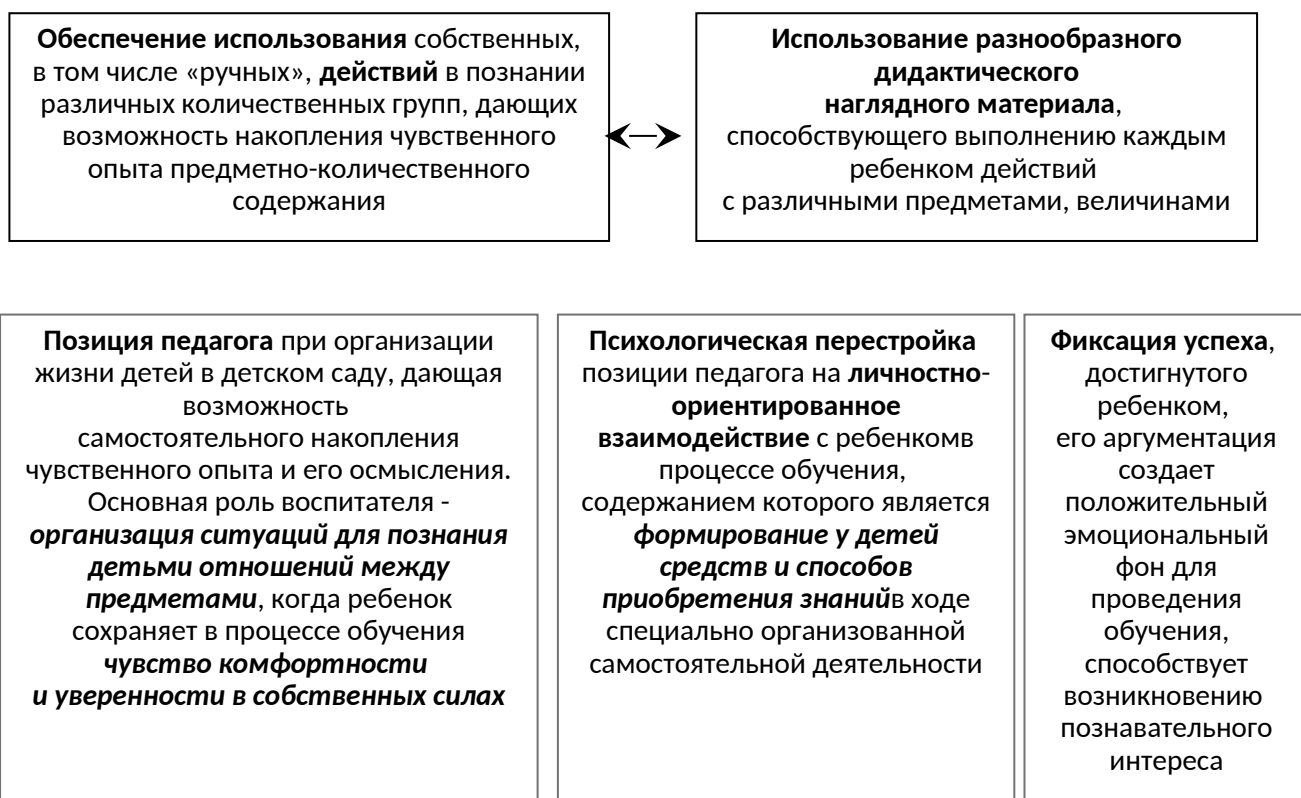 Обеспечение использования собственных,
в том числе «ручных», действий в познании
различных количественных групп, дающих
возможность накопления чувственного
опыта предметно-количественного
содержания
Использование разнообразного
дидактического
наглядного материала,
способствующего выполнению каждым
ребенком действий
с различными предметами, величинами
Позиция педагога при организации
жизни детей в детском саду, дающая
возможность
самостоятельного накопления
чувственного опыта и его осмысления.
Основная роль воспитателя -
организация ситуаций для познания
детьми отношений между
предметами, когда ребенок
сохраняет в процессе обучения
чувство комфортности
и уверенности в собственных силах
Психологическая перестройка
позиции педагога на личностно-
ориентированное
взаимодействие с ребенкомв
процессе обучения,
содержанием которого является
формирование у детей
средств и способов
приобретения знанийв ходе
специально организованной
самостоятельной деятельности
Фиксация успеха,
достигнутого
ребенком,
его аргументация
создает
положительный
эмоциональный
фон для
проведения
обучения,
способствует
возникновению
познавательного
интереса